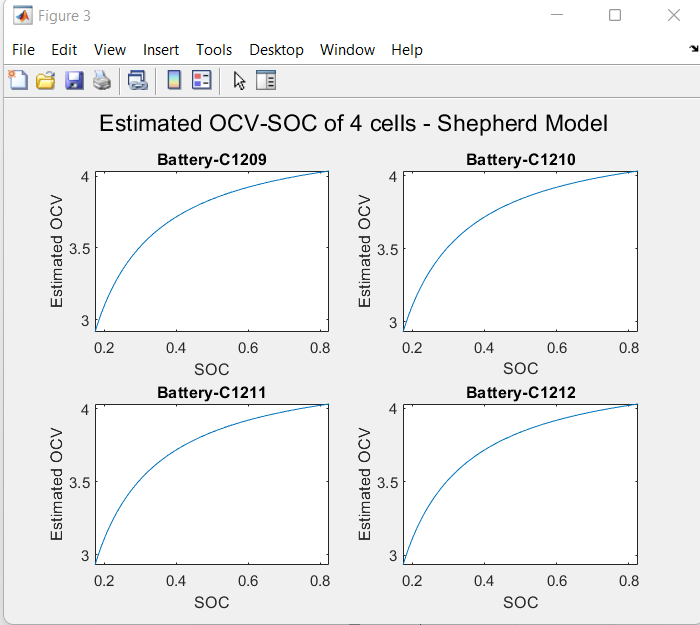 Figure 3
File Edit View Insert Tools Desktop Window Help
Estimated OCV-SOC of 4 cells - Shepherd Model
Battery-C1209
Estimated OCV
4
3.5
3
0.2 0.4 0.6 0.8
SOC
Battery-C1210
Estimated OCV
4
3.5
3
0.2 0.4 0.6 0.8
SOC
Battery-C1211
Estimated OCV
4
3.5
3
0.2 0.4 0.6 0.8
SOC
Battery-C1212
Estimated OCV
4
3.5
3
0.2 0.4 0.6 0.8
SOC